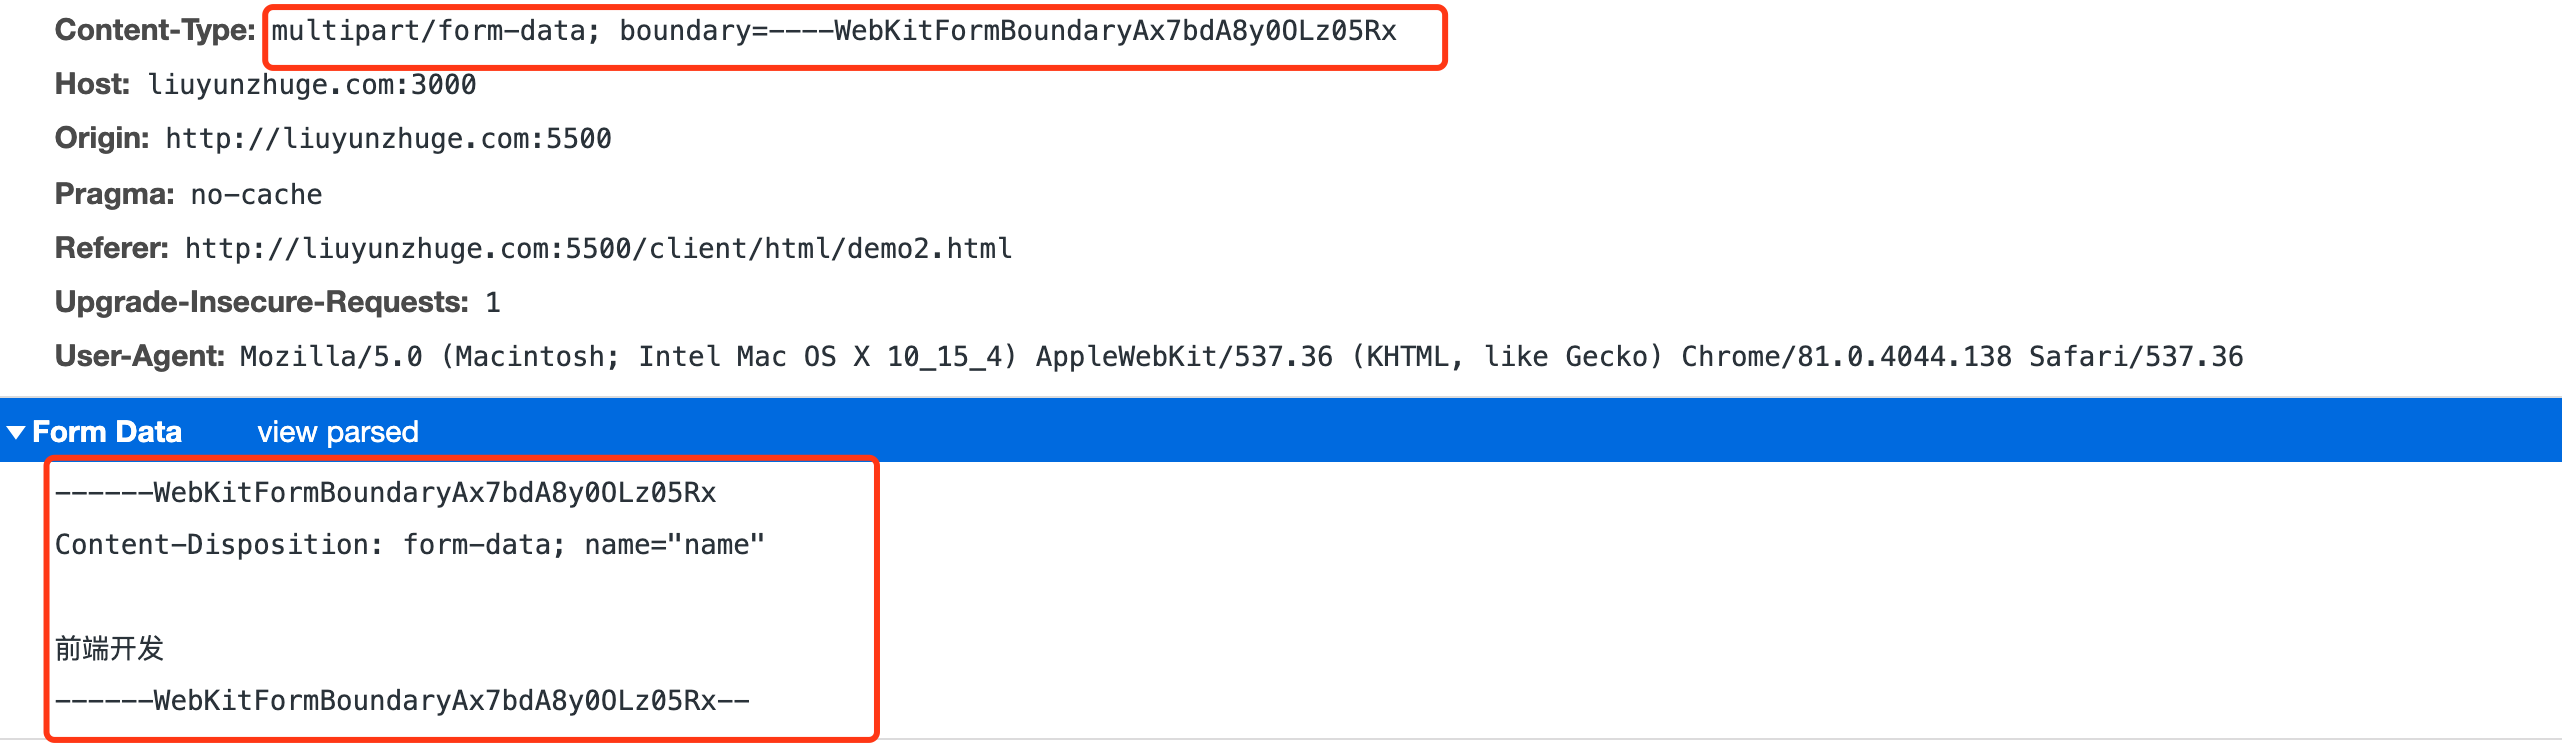 Content-Type: multipart/form-data; boundary=----WebKitFormBoundaryAx7bdA8y0OLz05Rx
Host: liuyunzhuge.com:3000
Origin: http://liuyunzhuge.com:5500
Pragma: no-cache
Referer: http://liuyunzhuge.com:5500/client/html/demo2.html
Upgrade-Insecure-Requests: 1
User-Agent: Mozilla/5.0 (Macintosh; Intel Mac OS X 10_15_4) AppleWebKit/537.36 (KHTML, like Gecko) Chrome/81.0.4044.138 Safari/537.36
Form Data view parsed
------WebKitFormBoundaryAx7bdA8y0OLz05Rx
Content-Disposition: form-data; name="name"
前端开发
------WebKitFormBoundaryAx7bdA8y0OLz05Rx--